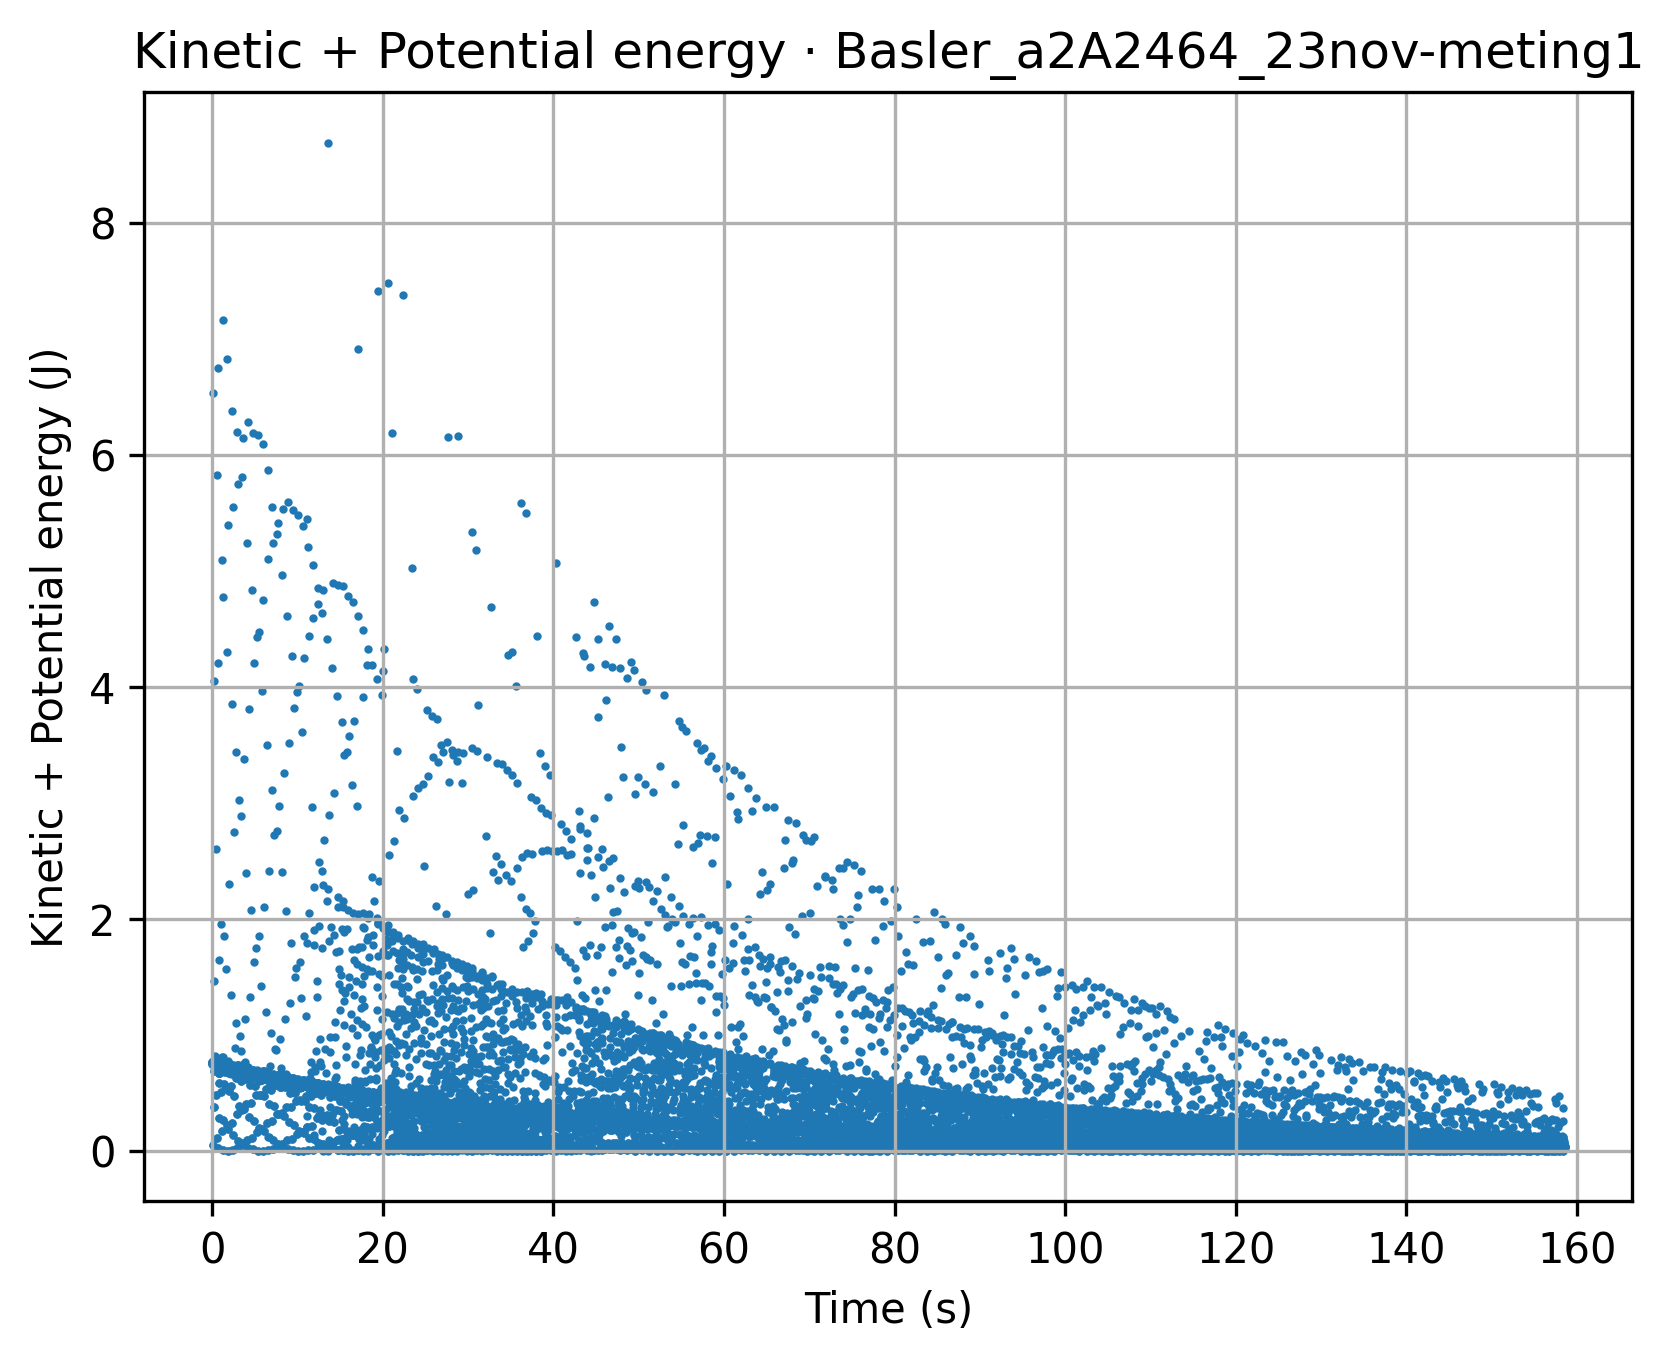 Kinetic + Potential energy · Basler_a2A2464_23nov-meting1
Kinetic + Potential energy (J)
8
6
4
2
0
0 20 40 60 80 100 120 140 160
Time (s)